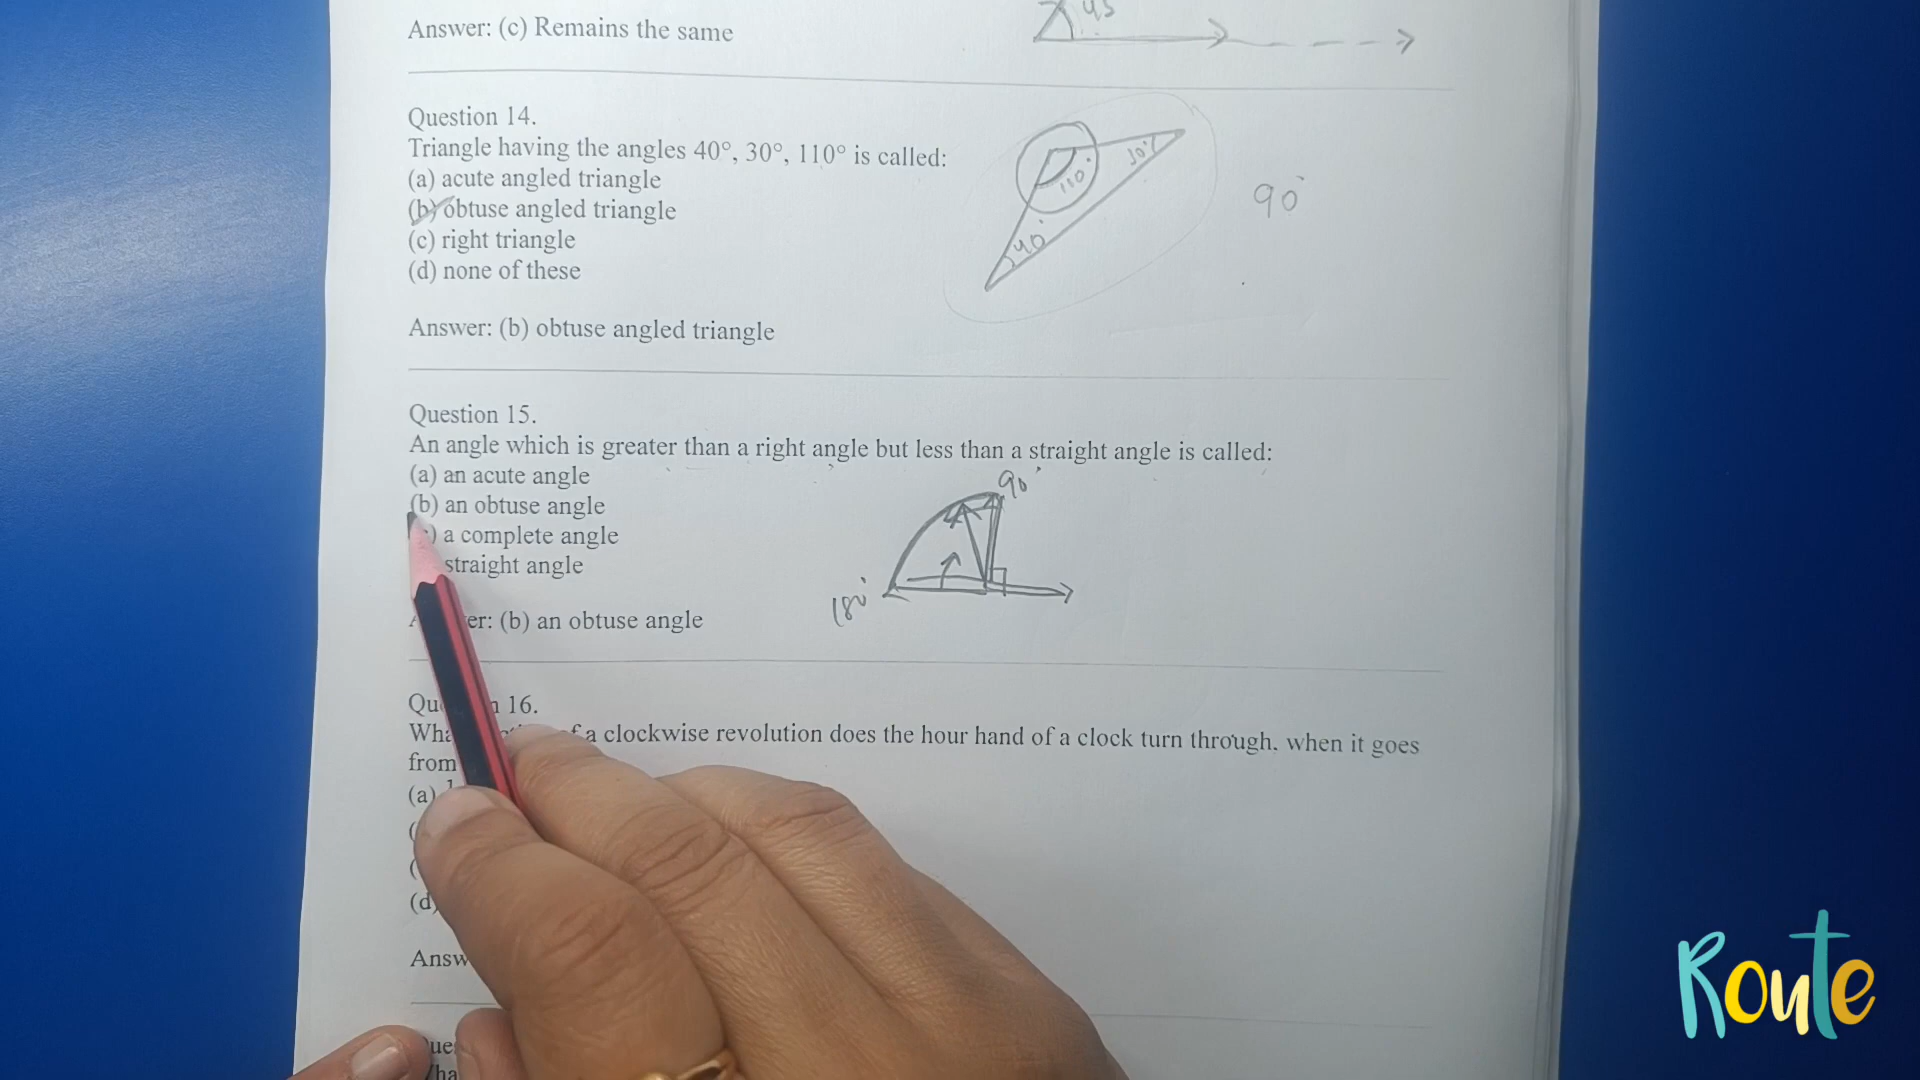 Answer: (c) Remains the same
45
Question 14.
Triangle having the angles 40°, 30°, 110° is called:
(a) acute angled triangle
(b) obtuse angled triangle
(c) right triangle
(d) none of these
110°
30°
40°
90°
Answer: (b) obtuse angled triangle
Question 15.
An angle which is greater than a right angle but less than a straight angle is called:
(a) an acute angle
(b) an obtuse angle
) a complete angle
straight angle
90°
180°
(b) an obtuse angle
16.
a clockwise revolution does the hour hand of a clock turn through, when it goes
from
(a)
(d)
Route